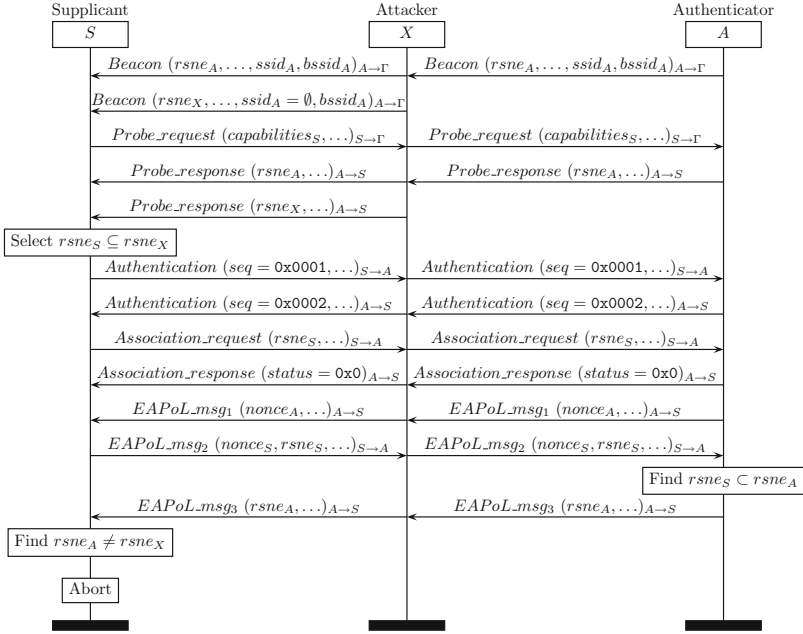 Supplicant Attacker Authenticator
S X A
Beacon (rsne_A, ..., ssid_A, bssid_A)_{A→Γ} Beacon (rsne_A, ..., ssid_A, bssid_A)_{A→Γ}
Beacon (rsne_X, ..., ssid_A = ∅, bssid_A)_{A→Γ}
Probe_request (capabilities_S, ...)_{S→Γ} Probe_request (capabilities_S, ...)_{S→Γ}
Probe_response (rsne_A, ...)_{A→S} Probe_response (rsne_A, ...)_{A→S}
Probe_response (rsne_X, ...)_{A→S}
Select rsne_S ⊆ rsne_X
Authentication (seq = 0x0001, ...)_{S→A} Authentication (seq = 0x0001, ...)_{S→A}
Authentication (seq = 0x0002, ...)_{A→S} Authentication (seq = 0x0002, ...)_{A→S}
Association_request (rsne_S, ...)_{S→A} Association_request (rsne_S, ...)_{S→A}
Association_response (status = 0x0)_{A→S} Association_response (status = 0x0)_{A→S}
EAPoL_msg_1 (nonce_A, ...)_{A→S} EAPoL_msg_1 (nonce_A, ...)_{A→S}
EAPoL_msg_2 (nonce_S, rsne_S, ...)_{S→A} EAPoL_msg_2 (nonce_S, rsne_S, ...)_{S→A}
Find rsne_S ⊂ rsne_A
EAPoL_msg_3 (rsne_A, ...)_{A→S} EAPoL_msg_3 (rsne_A, ...)_{A→S}
Find rsne_A ≠ rsne_X
Abort